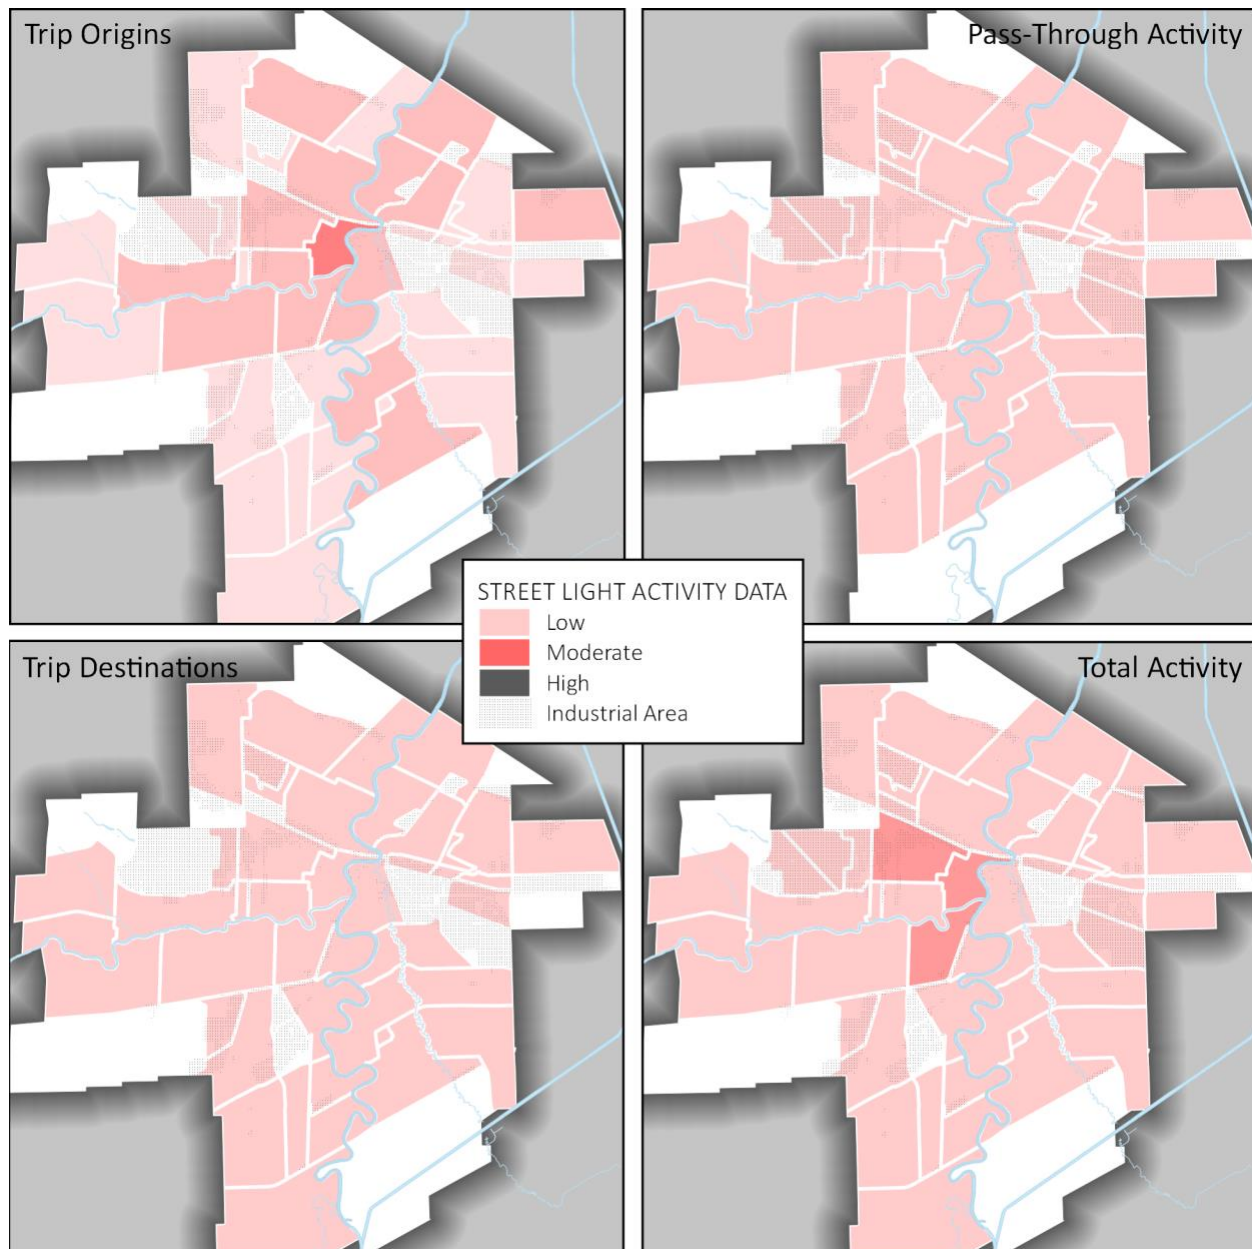 Trip Origins
Pass-Through Activity
STREET LIGHT ACTIVITY DATA
Low
Moderate
High
Industrial Area
Trip Destinations
Total Activity